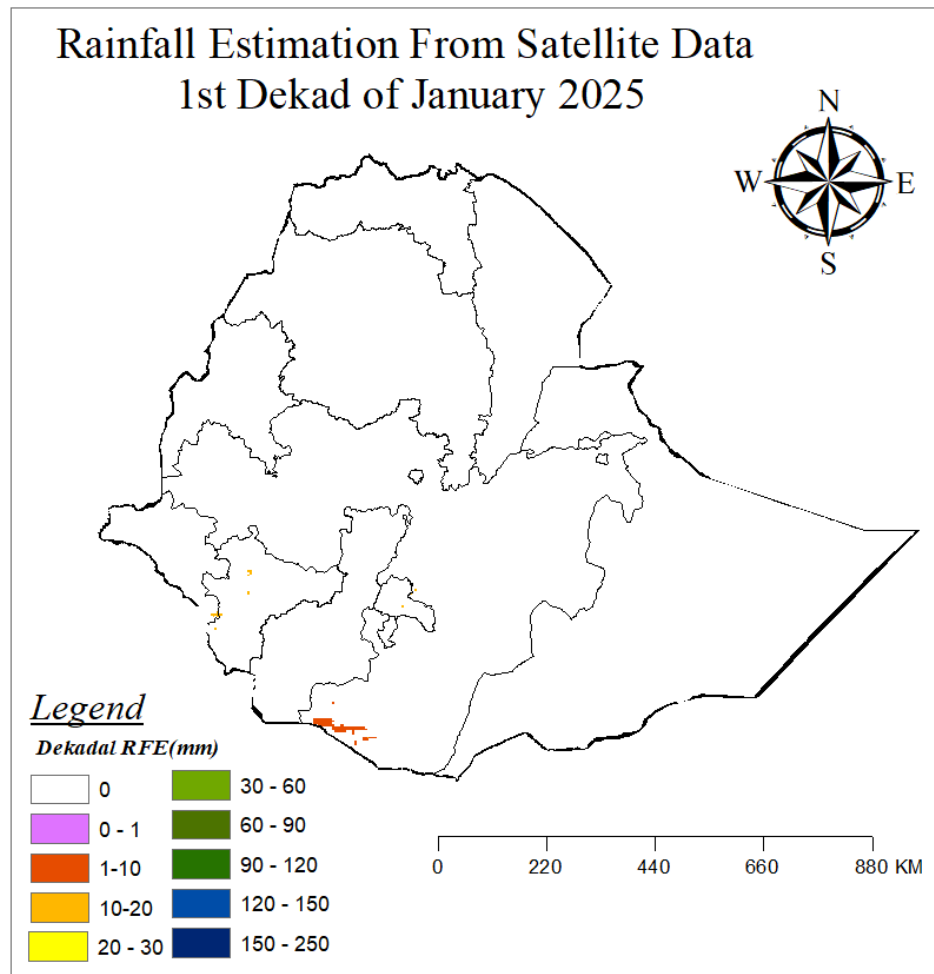 Rainfall Estimation From Satellite Data
1st Dekad of January 2025
N
W E
S
Legend
Dekadal RFE(mm)
0
0 - 1
1-10
10-20
20 - 30
30 - 60
60 - 90
90 - 120
120 - 150
150 - 250
0 220 440 660 880 KM